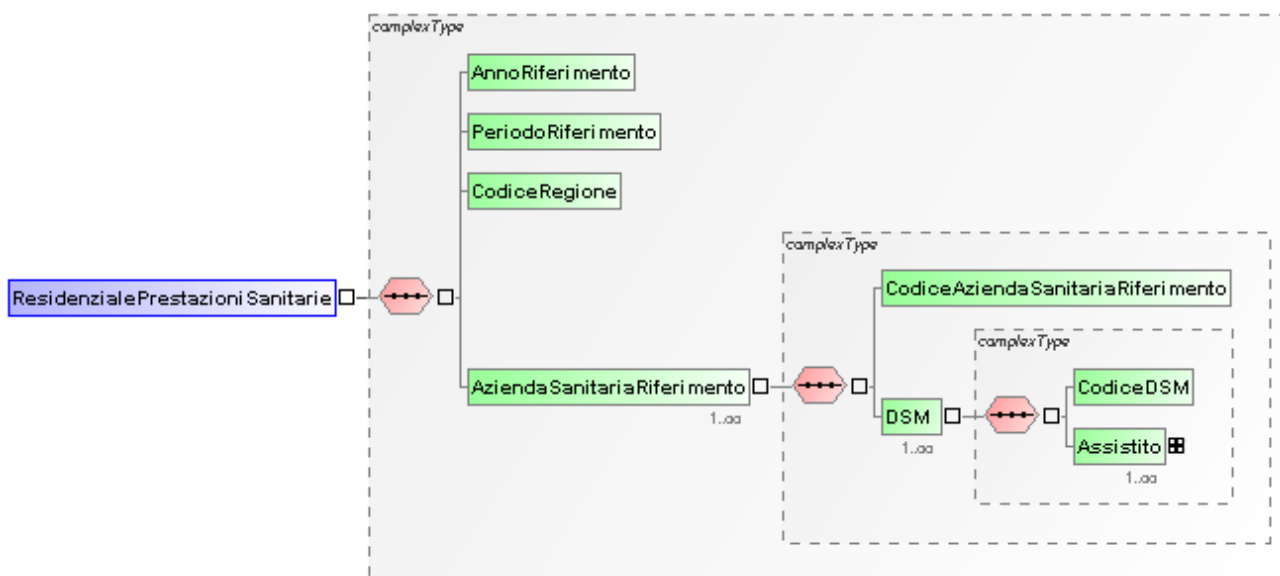 complexType
AnnoRiferimento
PeriodoRiferimento
CodiceRegione
complexType
CodiceAziendaSanitariaRiferimento
ResidenzialePrestazioniSanitarie
complexType
AziendaSanitariaRiferimento
CodiceDSM
1..∞
DSM
1..∞
Assistito
1..∞